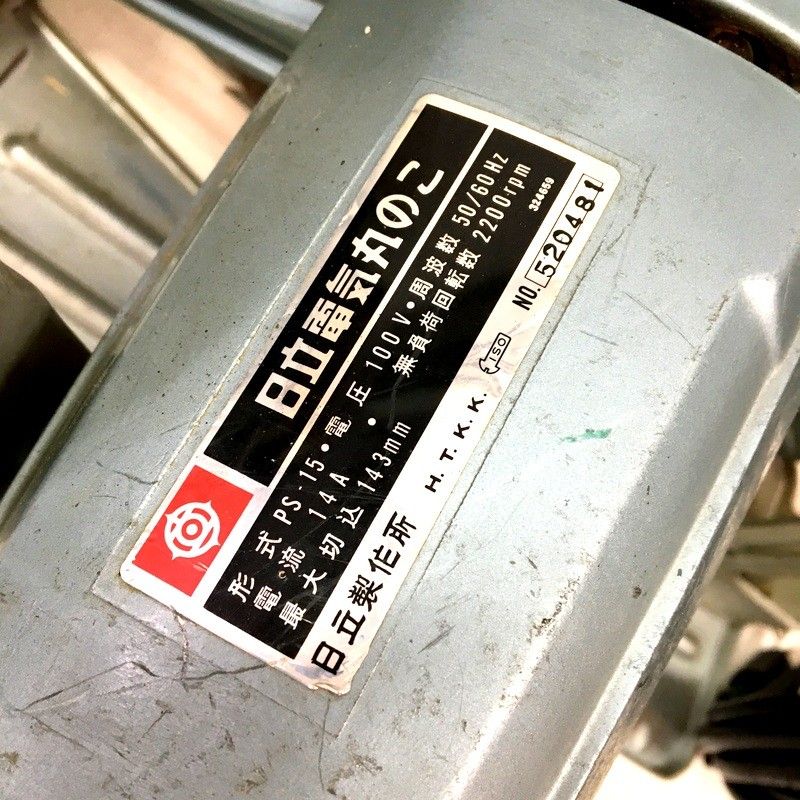 日立電気丸のこ
形式 PS-15・電圧 100V・周波数 50/60Hz
電流 14A・無負荷回転数 2200rpm
最大切込 143mm
324659
日立製作所 H.T.K.K. ISO NO. 520481